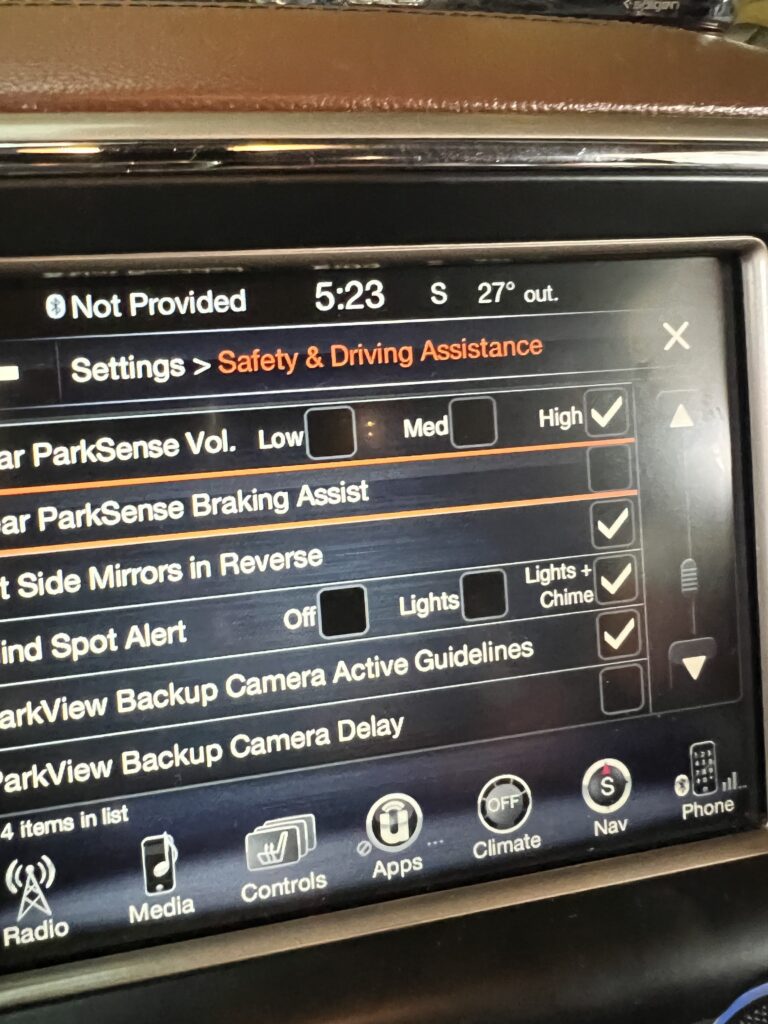 Spigen
Not Provided 5:23 S 27° out.
Settings > Safety & Driving Assistance
ar ParkSense Vol. Low Med High
ear ParkSense Braking Assist
t Side Mirrors in Reverse
ind Spot Alert Off Lights Lights + Chime
arkView Backup Camera Active Guidelines
ParkView Backup Camera Delay
4 items in list
Radio Media Controls Apps OFF Climate S Nav Phone